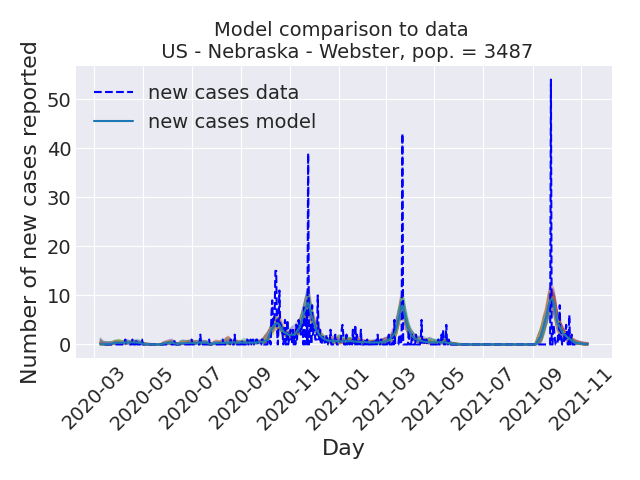 Model comparison to data
US - Nebraska - Webster, pop. = 3487
Number of new cases reported
50
40
30
20
10
0
new cases data
new cases model
2020-03
2020-05
2020-07
2020-09
2020-11
2021-01
2021-03
2021-05
2021-07
2021-09
2021-11
Day